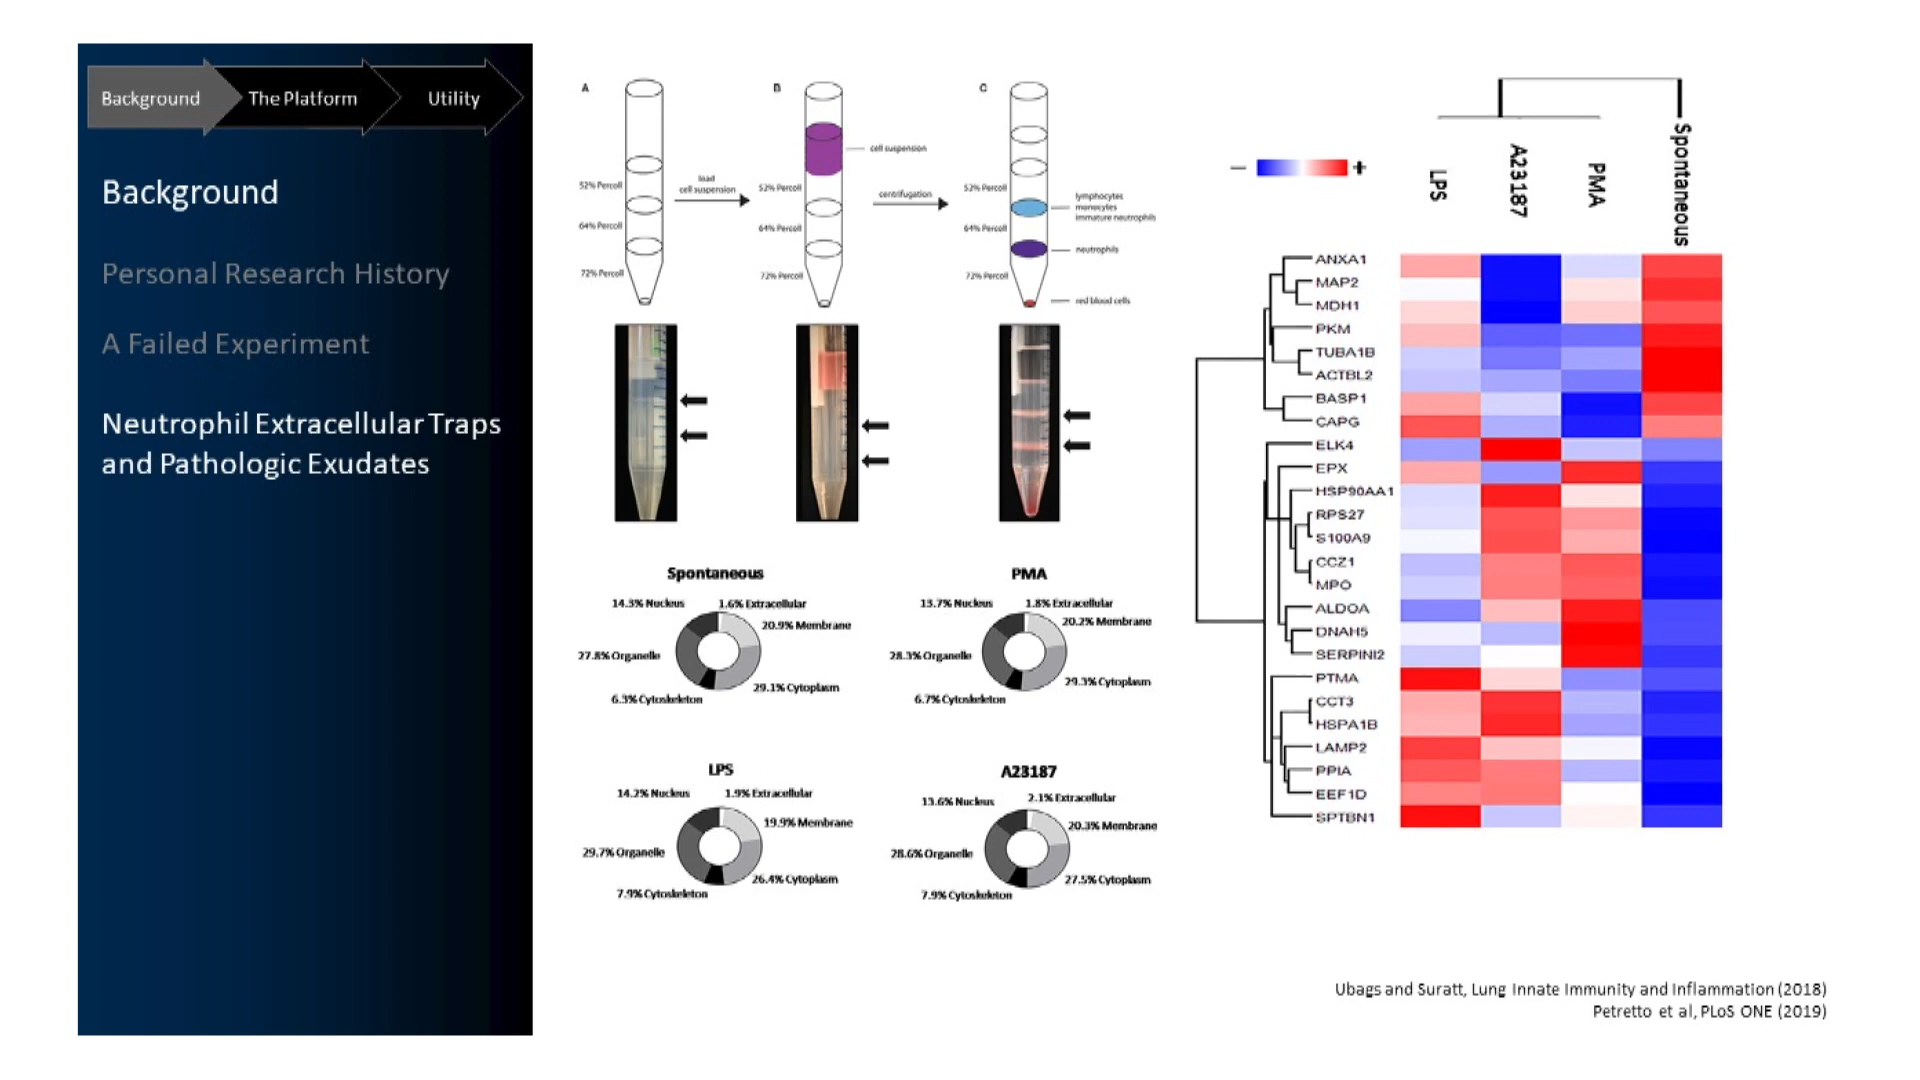 Background
The Platform
Utility
Background
Personal Research History
A Failed Experiment
Neutrophil Extracellular Traps
and Pathologic Exudates
A
52% Percoll
64% Percoll
72% Percoll
load
cell suspension
B
cell suspension
52% Percoll
64% Percoll
72% Percoll
centrifugation
C
52% Percoll
64% Percoll
72% Percoll
lymphocytes
monocytes
immature neutrophils
neutrophils
red blood cells
Spontaneous
14.3% Nucleus
1.6% Extracellular
20.9% Membrane
27.8% Organelle
29.1% Cytoplasm
6.3% Cytoskeleton
PMA
13.7% Nucleus
1.8% Extracellular
20.2% Membrane
28.3% Organelle
29.3% Cytoplasm
6.7% Cytoskeleton
LPS
14.2% Nucleus
1.9% Extracellular
19.9% Membrane
29.7% Organelle
26.4% Cytoplasm
7.9% Cytoskeleton
A23187
13.6% Nucleus
2.1% Extracellular
20.3% Membrane
28.6% Organelle
27.5% Cytoplasm
7.9% Cytoskeleton
− +
LPS
A23187
PMA
Spontaneous
ANXA1
MAP2
MDH1
PKM
TUBA1B
ACTBL2
BASP1
CAPG
ELK4
EPX
HSP90AA1
RPS27
S100A9
CCZ1
MPO
ALDOA
DNAH5
SERPINI2
PTMA
CCT3
HSPA1B
LAMP2
PPIA
EEF1D
SPTBN1
Ubags and Suratt, Lung Innate Immunity and Inflammation (2018)
Petretto et al, PLoS ONE (2019)